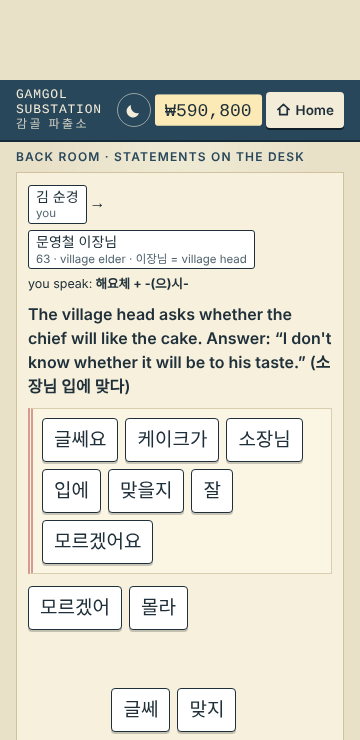 GAMGOL
SUBSTATION
감골 파출소
₩590,800
Home
BACK ROOM · STATEMENTS ON THE DESK
김 순경
you
→
문영철 이장님
63 · village elder · 이장님 = village head
you speak: 해요체 + -(으)시-
The village head asks whether the
chief will like the cake. Answer: “I don't
know whether it will be to his taste.” (소
장님 입에 맞다)
글쎄요 케이크가 소장님
입에 맞을지 잘
모르겠어요
모르겠어 몰라
글쎄 맞지